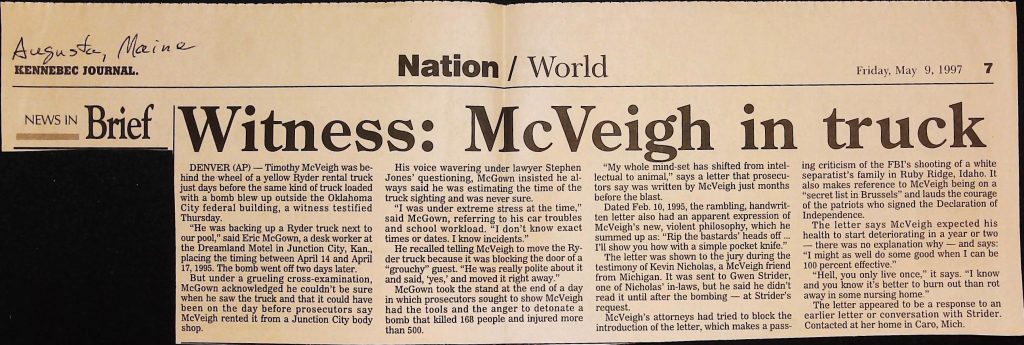 Augusta, Maine
KENNEBEC JOURNAL.
Nation / World
Friday, May 9, 1997 7
NEWS IN Brief
Witness: McVeigh in truck
DENVER (AP) — Timothy McVeigh was be-
hind the wheel of a yellow Ryder rental truck
just days before the same kind of truck loaded
with a bomb blew up outside the Oklahoma
City federal building, a witness testified
Thursday.
"He was backing up a Ryder truck next to
our pool," said Eric McGown, a desk worker at
the Dreamland Motel in Junction City, Kan.,
placing the timing between April 14 and April
17, 1995. The bomb went off two days later.
But under a grueling cross-examination,
McGown acknowledged he couldn't be sure
when he saw the truck and that it could have
been on the day before prosecutors say
McVeigh rented it from a Junction City body
shop.
His voice wavering under lawyer Stephen
Jones' questioning, McGown insisted he al-
ways said he was estimating the time of the
truck sighting and was never sure.
"I was under extreme stress at the time,"
said McGown, referring to his car troubles
and school workload. "I don't know exact
times or dates. I know incidents."
He recalled telling McVeigh to move the Ry-
der truck because it was blocking the door of a
"grouchy" guest. "He was really polite about it
and said, 'yes,' and moved it right away."
McGown took the stand at the end of a day
in which prosecutors sought to show McVeigh
had the tools and the anger to detonate a
bomb that killed 168 people and injured more
than 500.
"My whole mind-set has shifted from intel-
lectual to animal," says a letter that prosecu-
tors say was written by McVeigh just months
before the blast.
Dated Feb. 10, 1995, the rambling, handwrit-
ten letter also had an apparent expression of
McVeigh's new, violent philosophy, which he
summed up as: "Rip the bastards' heads off ...
I'll show you how with a simple pocket knife."
The letter was shown to the jury during the
testimony of Kevin Nicholas, a McVeigh friend
from Michigan. It was sent to Gwen Strider,
one of Nicholas' in-laws, but he said he didn't
read it until after the bombing — at Strider's
request.
McVeigh's attorneys had tried to block the
introduction of the letter, which makes a pass-
ing criticism of the FBI's shooting of a white
separatist's family in Ruby Ridge, Idaho. It
also makes reference to McVeigh being on a
"secret list in Brussels" and lauds the courage
of the patriots who signed the Declaration of
Independence.
The letter says McVeigh expected his
health to start deteriorating in a year or two
— there was no explanation why — and says:
"I might as well do some good when I can be
100 percent effective."
"Hell, you only live once," it says. "I know
and you know it's better to burn out than rot
away in some nursing home."
The letter appeared to be a response to an
earlier letter or conversation with Strider.
Contacted at her home in Caro, Mich.